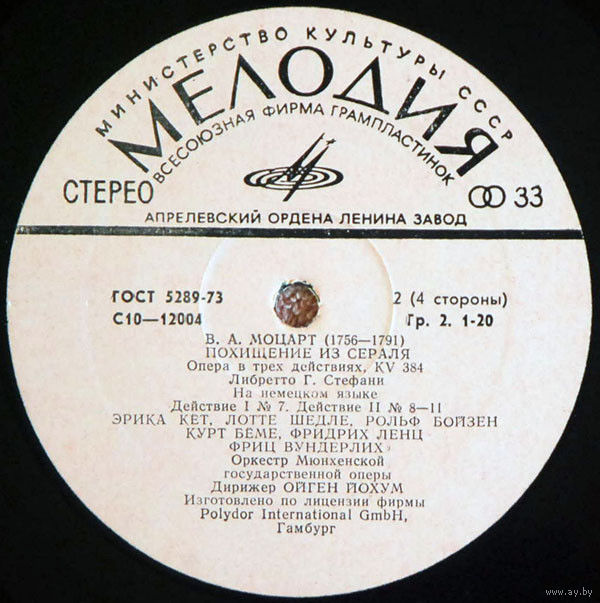 МИНИСТЕРСТВО КУЛЬТУРЫ СССР
МЕЛОДИЯ
ВСЕСОЮЗНАЯ ФИРМА ГРАМПЛАСТИНОК
СТЕРЕО
33
АПРЕЛЕВСКИЙ ОРДЕНА ЛЕНИНА ЗАВОД
ГОСТ 5289-73
2 (4 стороны)
С10—12004
Гр. 2. 1-20
В. А. МОЦАРТ (1756—1791)
ПОХИЩЕНИЕ ИЗ СЕРАЛЯ
Опера в трех действиях, KV 384
Либретто Г. Стефани
На немецком языке
Действие I № 7. Действие II № 8—11
ЭРИКА КЕТ, ЛОТТЕ ШЕДЛЕ, РОЛЬФ БОЙЗЕН
КУРТ БЕМЕ, ФРИДРИХ ЛЕНЦ
ФРИЦ ВУНДЕРЛИХ
Оркестр Мюнхенской
государственной оперы
Дирижер ОЙГЕН ЙОХУМ
Изготовлено по лицензии фирмы
Polydor International GmbH,
Гамбург
www.ay.by